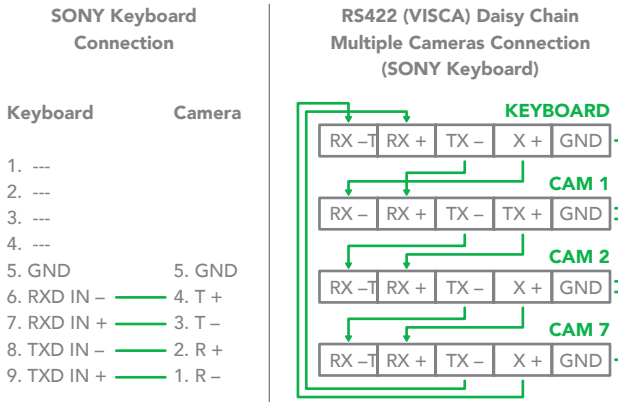 SONY Keyboard
Connection
Keyboard Camera
1. ---
2. ---
3. ---
4. ---
5. GND 5. GND
6. RXD IN – 4. T +
7. RXD IN + 3. T –
8. TXD IN – 2. R +
9. TXD IN + 1. R –
RS422 (VISCA) Daisy Chain
Multiple Cameras Connection
(SONY Keyboard)
KEYBOARD
RX –T RX + TX – X + GND
CAM 1
RX - RX + TX – TX + GND
CAM 2
RX –T RX + TX – X + GND
CAM 7
RX –T RX + TX – X + GND